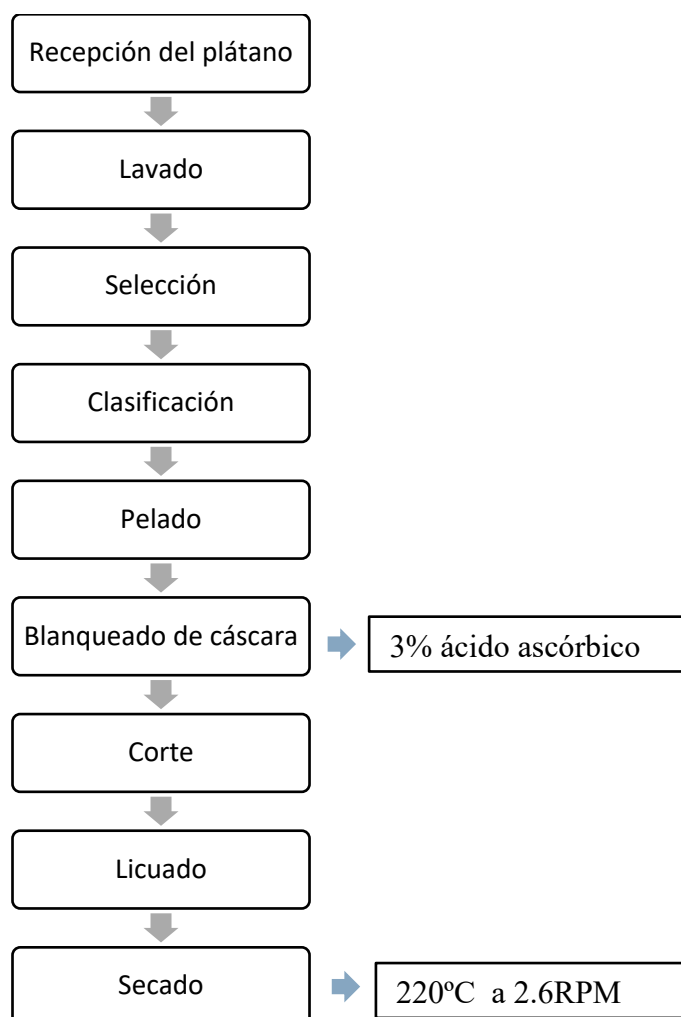 Recepción del plátano
Lavado
Selección
Clasificación
Pelado
Blanqueado de cáscara
3% ácido ascórbico
Corte
Licuado
Secado
220ºC a 2.6RPM